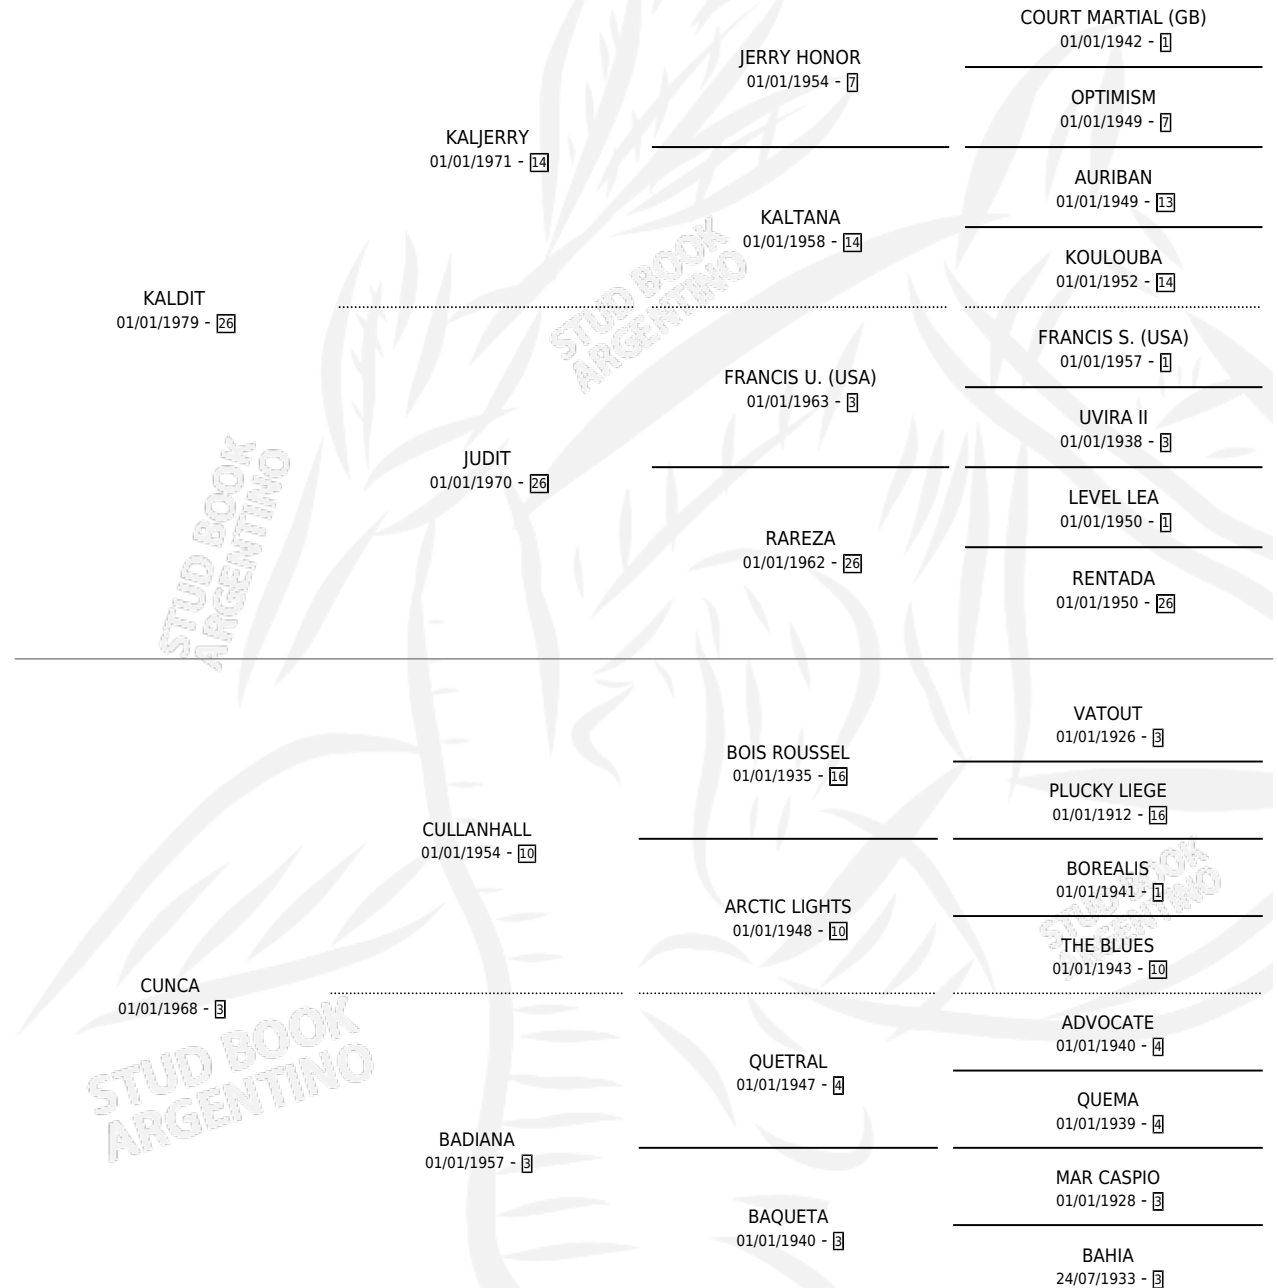 COURT MARTIAL (GB)
01/01/1942 - 1
JERRY HONOR
01/01/1954 - 7
OPTIMISM
01/01/1949 - 7
KALJERRY
01/01/1971 - 14
AURIBAN
01/01/1949 - 13
KALTANA
01/01/1958 - 14
KOULOUBA
01/01/1952 - 14
KALDIT
01/01/1979 - 26
STUD BOOK
ARGENTINO
FRANCIS S. (USA)
01/01/1957 - 1
FRANCIS U. (USA)
01/01/1963 - 3
UVIRA II
01/01/1938 - 3
JUDIT
01/01/1970 - 26
LEVEL LEA
01/01/1950 - 1
RAREZA
01/01/1962 - 26
RENTADA
01/01/1950 - 26
STUD BOOK
ARGENTINO
VATOUT
01/01/1926 - 3
BOIS ROUSSEL
01/01/1935 - 16
PLUCKY LIEGE
01/01/1912 - 16
CULLANHALL
01/01/1954 - 10
BOREALIS
01/01/1941 - 1
ARCTIC LIGHTS
01/01/1948 - 10
STUD BOOK
ARGENTINO
THE BLUES
01/01/1943 - 10
CUNCA
01/01/1968 - 3
STUD BOOK
ARGENTINO
ADVOCATE
01/01/1940 - 4
QUETRAL
01/01/1947 - 4
QUEMA
01/01/1939 - 4
BADIANA
01/01/1957 - 3
MAR CASPIO
01/01/1928 - 3
BAQUETA
01/01/1940 - 3
BAHIA
24/07/1933 - 3